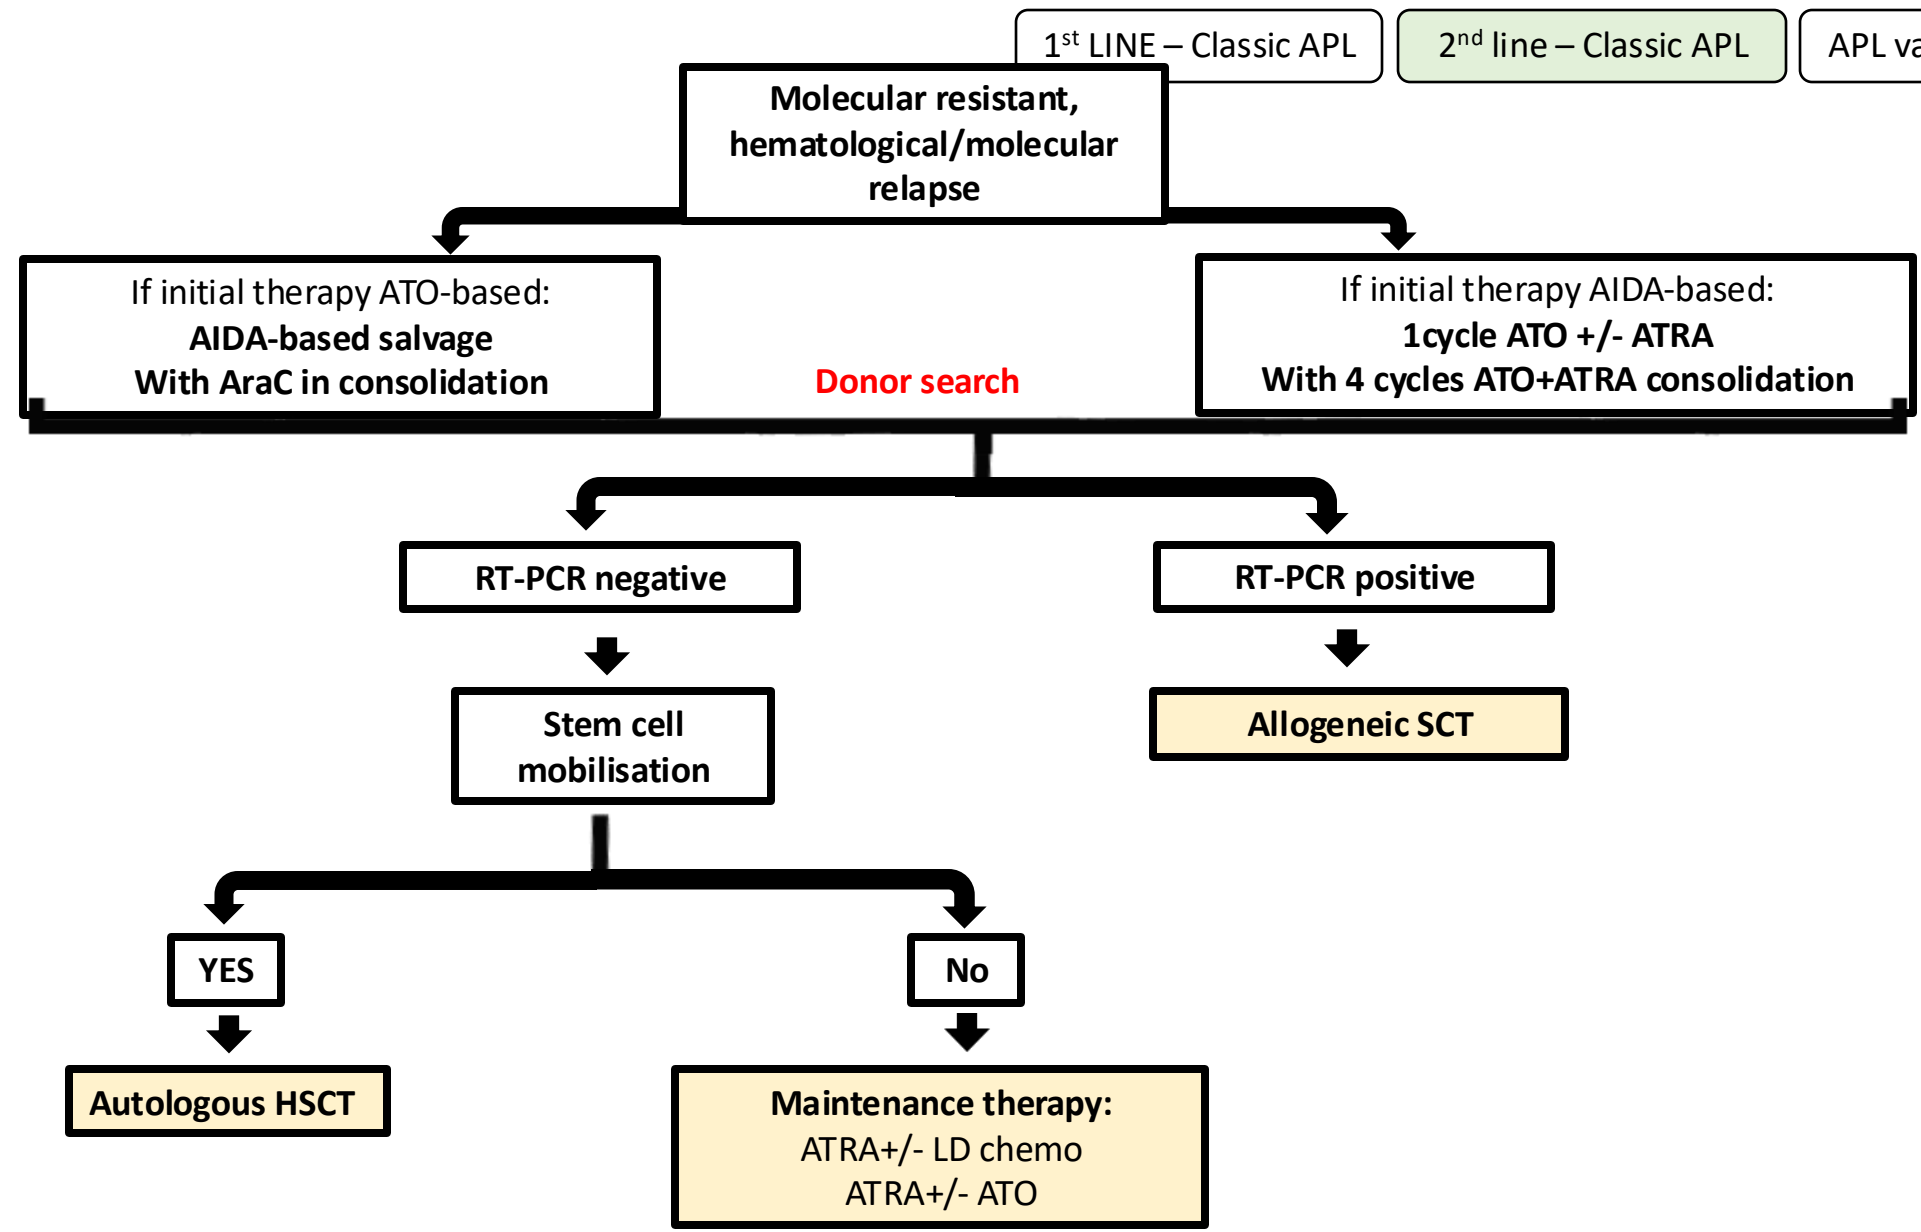 1st LINE – Classic APL
2nd line – Classic APL
APL va
Molecular resistant,
hematological/molecular
relapse
If initial therapy ATO-based:
AIDA-based salvage
With AraC in consolidation
Donor search
If initial therapy AIDA-based:
1cycle ATO +/- ATRA
With 4 cycles ATO+ATRA consolidation
RT-PCR negative
RT-PCR positive
Stem cell
mobilisation
Allogeneic SCT
YES
No
Autologous HSCT
Maintenance therapy:
ATRA+/- LD chemo
ATRA+/- ATO